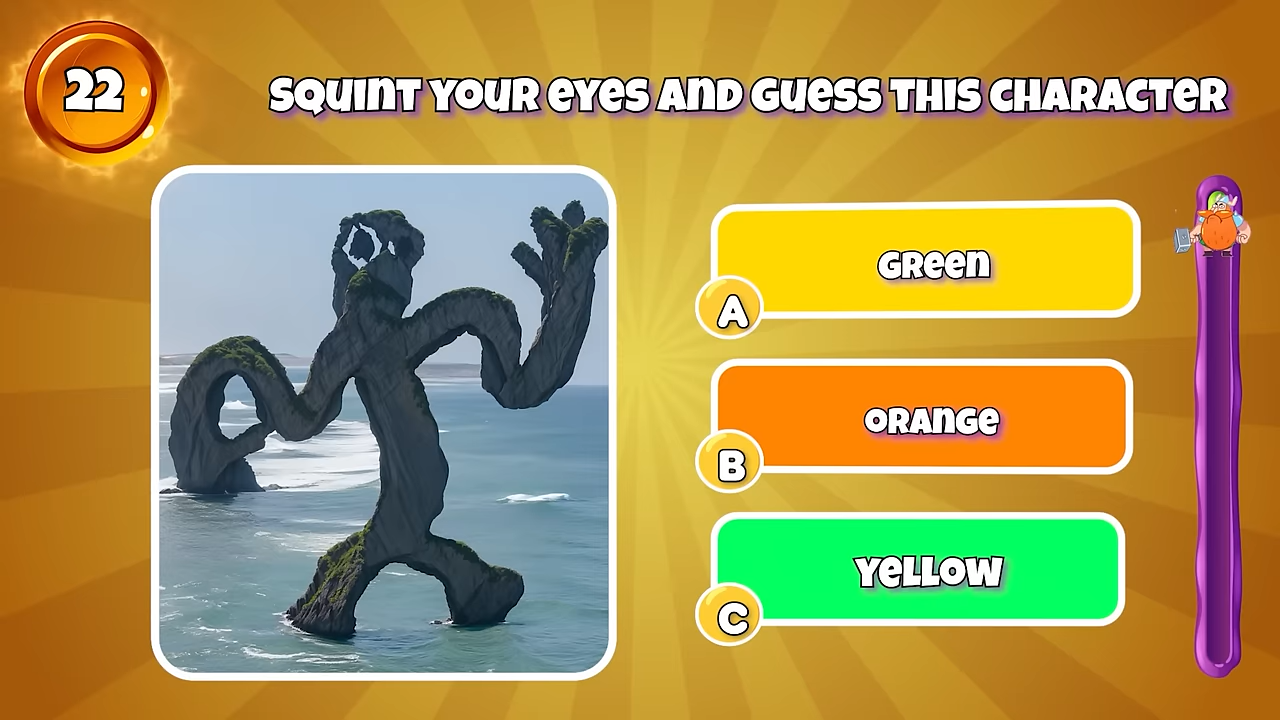 22
SQUINT YOUR EYES AND GUESS THIS CHARACTER
GREEN
A
ORANGE
B
YELLOW
C